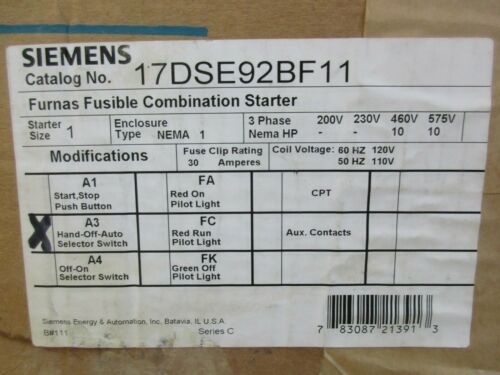 SIEMENS
Catalog No. 17DSE92BF11
Furnas Fusible Combination Starter
Starter Size 1 Enclosure Type NEMA 1 3 Phase 200V 230V 460V 575V
Nema HP - - 10 10
Modifications Fuse Clip Rating 30 Amperes Coil Voltage: 60 HZ 120V
50 HZ 110V
A1 FA
Start,Stop Red On CPT
Push Button Pilot Light
X A3 FC
Hand-Off-Auto Red Run Aux. Contacts
Selector Switch Pilot Light
A4 FK
Off-On Green Off
Selector Switch Pilot Light
Siemens Energy & Automation, Inc. Batavia, IL U.S.A.
B#111 Series C
7 83087 21391 3